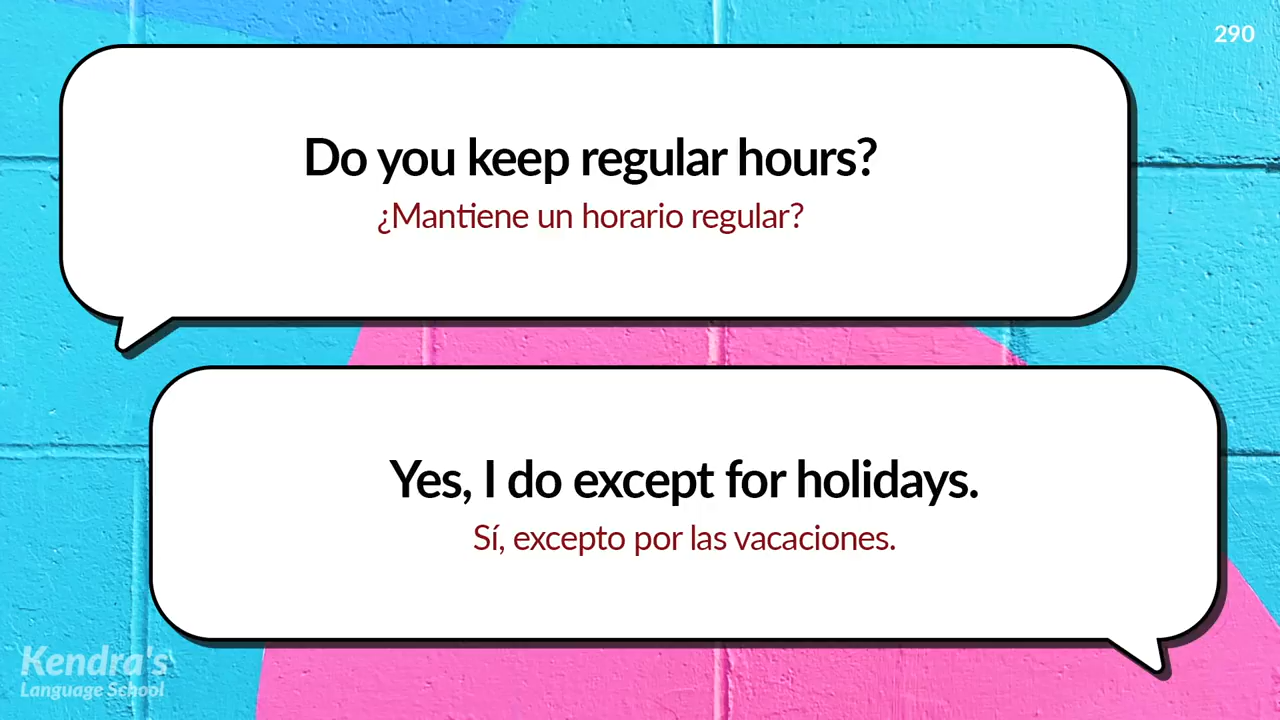 290
Do you keep regular hours?
¿Mantiene un horario regular?
Yes, I do except for holidays.
Sí, excepto por las vacaciones.
Kendra's
Language School